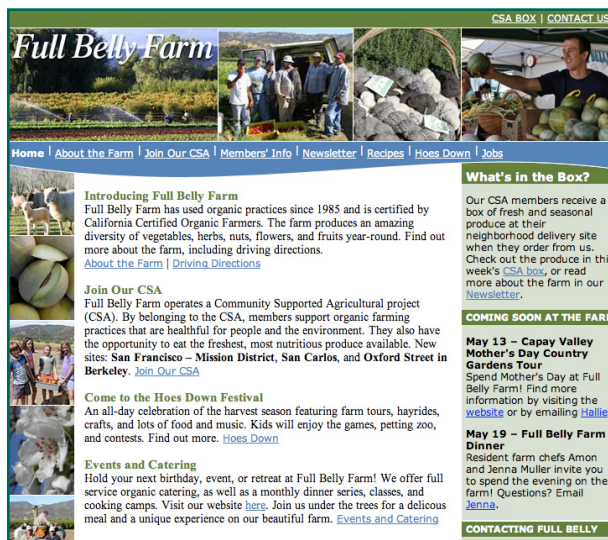 CSA BOX | CONTACT US
Full Belly Farm
Home | About the Farm | Join Our CSA | Members' Info | Newsletter | Recipes | Hoes Down | Jobs
Introducing Full Belly Farm
Full Belly Farm has used organic practices since 1985 and is certified by
California Certified Organic Farmers. The farm produces an amazing
diversity of vegetables, herbs, nuts, flowers, and fruits year-round. Find out
more about the farm, including driving directions.
About the Farm | Driving Directions
Join Our CSA
Full Belly Farm operates a Community Supported Agricultural project
(CSA). By belonging to the CSA, members support organic farming
practices that are healthful for people and the environment. They also have
the opportunity to eat the freshest, most nutritious produce available. New
sites: San Francisco – Mission District, San Carlos, and Oxford Street in
Berkeley. Join Our CSA
Come to the Hoes Down Festival
An all-day celebration of the harvest season featuring farm tours, hayrides,
crafts, and lots of food and music. Kids will enjoy the games, petting zoo,
and contests. Find out more. Hoes Down
Events and Catering
Hold your next birthday, event, or retreat at Full Belly Farm! We offer full
service organic catering, as well as a monthly dinner series, classes, and
cooking camps. Visit our website here. Join us under the trees for a delicous
meal and a unique experience on our beautiful farm. Events and Catering
What's in the Box?
Our CSA members receive a
box of fresh and seasonal
produce at their
neighborhood delivery site
when they order from us.
Check out the produce in thi
week's CSA box, or read
more about the farm in our
Newsletter.
COMING SOON AT THE FAR
May 13 – Capay Valley
Mother's Day Country
Gardens Tour
Spend Mother's Day at Full
Belly Farm! Find more
information by visiting the
website or by emailing Hallie
May 19 – Full Belly Farm
Dinner
Resident farm chefs Amon
and Jenna Muller invite you
to spend the evening on the
farm! Questions? Email
Jenna.
CONTACTING FULL BELLY